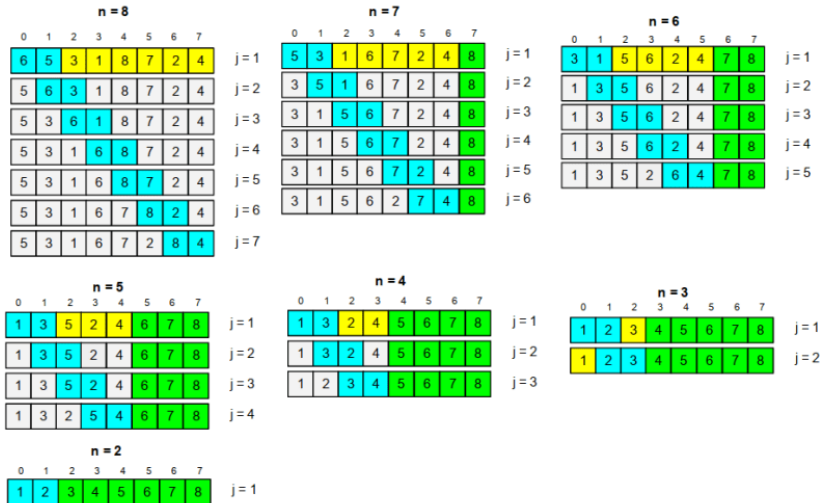 n = 8
0 1 2 3 4 5 6 7
6 5 3 1 8 7 2 4 j = 1
5 6 3 1 8 7 2 4 j = 2
5 3 6 1 8 7 2 4 j = 3
5 3 1 6 8 7 2 4 j = 4
5 3 1 6 8 7 2 4 j = 5
5 3 1 6 7 8 2 4 j = 6
5 3 1 6 7 2 8 4 j = 7
n = 7
0 1 2 3 4 5 6 7
5 3 1 6 7 2 4 8 j = 1
3 5 1 6 7 2 4 8 j = 2
3 1 5 6 7 2 4 8 j = 3
3 1 5 6 7 2 4 8 j = 4
3 1 5 6 7 2 4 8 j = 5
3 1 5 6 2 7 4 8 j = 6
n = 6
0 1 2 3 4 5 6 7
3 1 5 6 2 4 7 8 j = 1
1 3 5 6 2 4 7 8 j = 2
1 3 5 6 2 4 7 8 j = 3
1 3 5 6 2 4 7 8 j = 4
1 3 5 2 6 4 7 8 j = 5
n = 5
0 1 2 3 4 5 6 7
1 3 5 2 4 6 7 8 j = 1
1 3 5 2 4 6 7 8 j = 2
1 3 5 2 4 6 7 8 j = 3
1 3 2 5 4 6 7 8 j = 4
n = 4
0 1 2 3 4 5 6 7
1 3 2 4 5 6 7 8 j = 1
1 3 2 4 5 6 7 8 j = 2
1 2 3 4 5 6 7 8 j = 3
n = 3
0 1 2 3 4 5 6 7
1 2 3 4 5 6 7 8 j = 1
1 2 3 4 5 6 7 8 j = 2
n = 2
0 1 2 3 4 5 6 7
1 2 3 4 5 6 7 8 j = 1